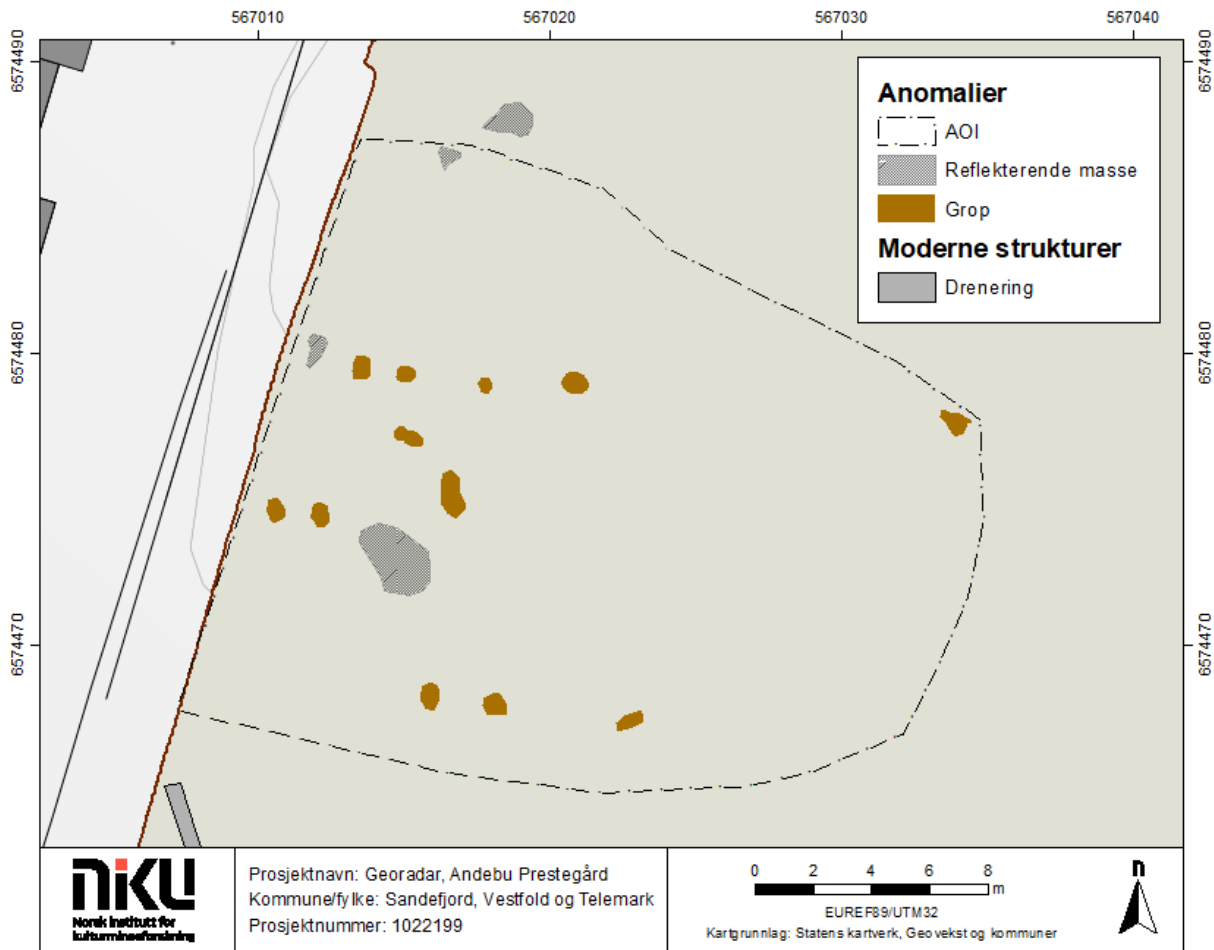 567010 567020 567030 567040
6574490 6574490
Anomalier
AOI
Reflekterende masse
Grop
Moderne strukturer
Drenering
6574480 6574480
6574470 6574470
NIKU
Norsk institutt for
kulturminneforskning
Prosjektnavn: Georadar, Andebu Prestegård
Kommune/fylke: Sandefjord, Vestfold og Telemark
Prosjektnummer: 1022199
0 2 4 6 8
m
EUREF89/UTM32
Kartgrunnlag: Statens kartverk, Geovekst og kommuner
n